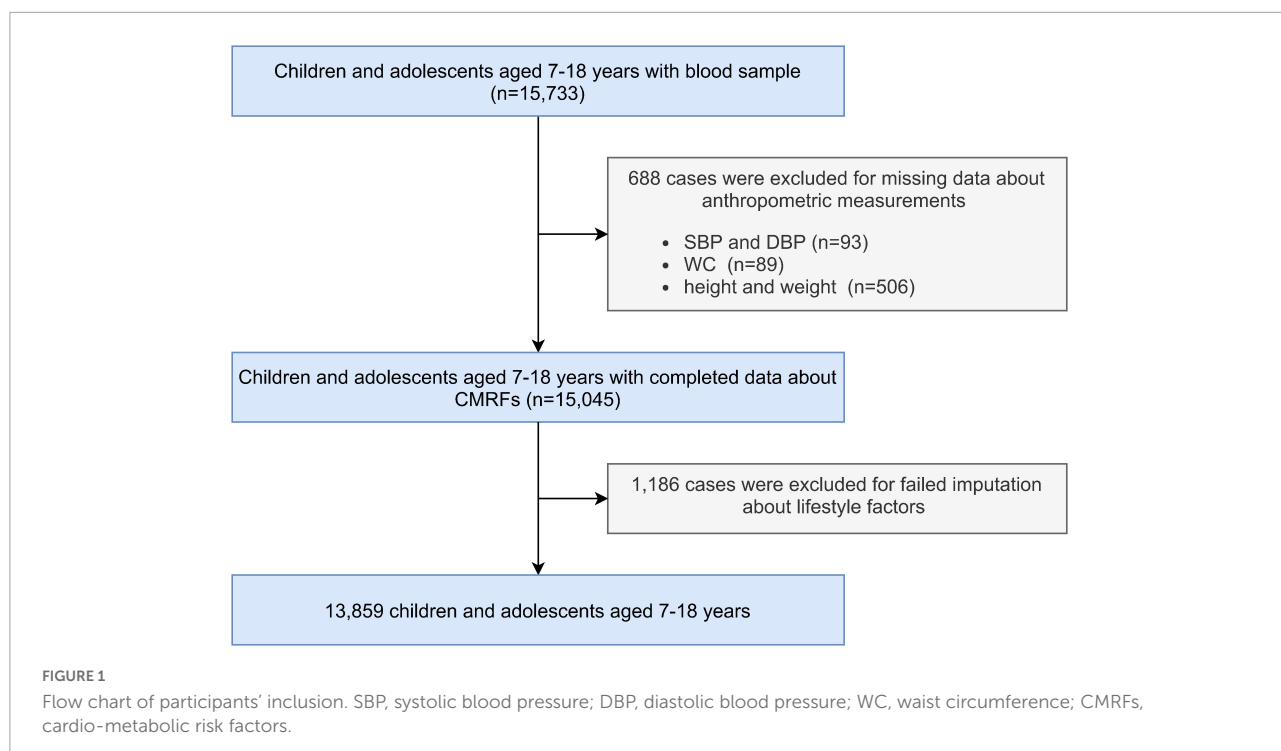 Children and adolescents aged 7-18 years with blood sample
(n=15,733)
688 cases were excluded for missing data about
anthropometric measurements
• SBP and DBP (n=93)
• WC (n=89)
• height and weight (n=506)
Children and adolescents aged 7-18 years with completed data about
CMRFs (n=15,045)
1,186 cases were excluded for failed imputation
about lifestyle factors
13,859 children and adolescents aged 7-18 years
FIGURE 1
Flow chart of participants’ inclusion. SBP, systolic blood pressure; DBP, diastolic blood pressure; WC, waist circumference; CMRFs,
cardio-metabolic risk factors.